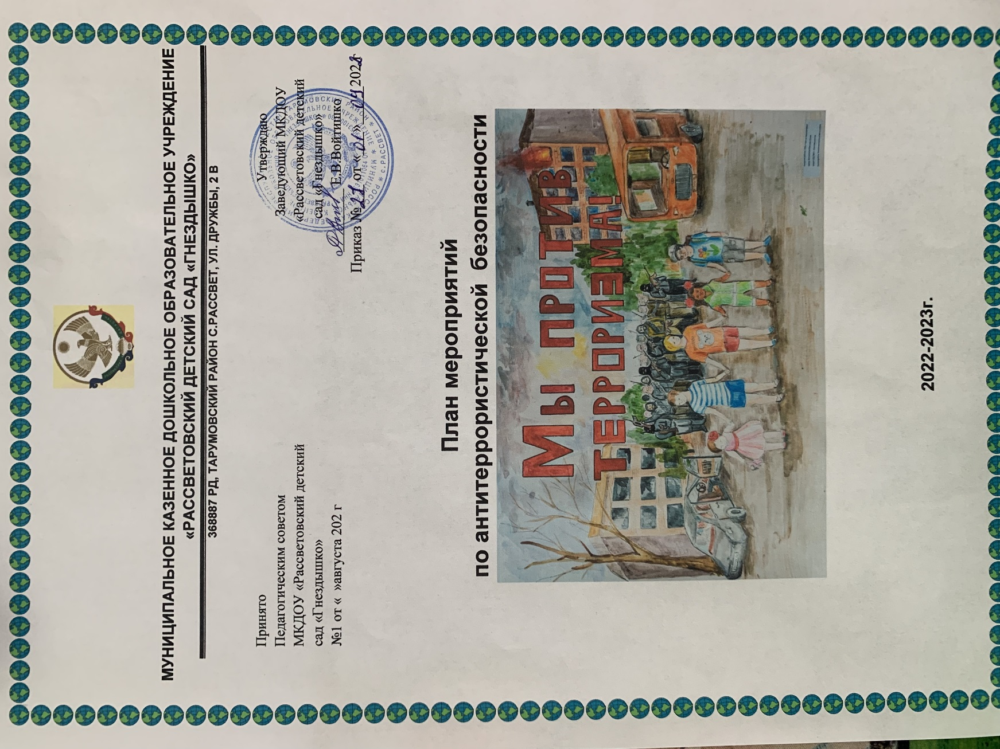 МУНИЦИПАЛЬНОЕ КАЗЕННОЕ ДОШКОЛЬНОЕ ОБРАЗОВАТЕЛЬНОЕ УЧРЕЖДЕНИЕ
«РАССВЕТОВСКИЙ ДЕТСКИЙ САД «ГНЕЗДЫШКО»
368887 РД, ТАРУМОВСКИЙ РАЙОН С.РАССВЕТ, УЛ. ДРУЖБЫ, 2 В
Принято
Педагогическим советом
МКДОУ «Рассветовский детский
сад «Гнездышко»
№1 от « »августа 202 г
Утверждаю
Заведующий МКДОУ
«Рассветовский детский
сад «Гнездышко»
Е.В.Войтишко
Приказ № 21 от « 01 » 09 2022г
План мероприятий
по антитеррористической безопасности
МЫ ПРОТИВ
ТЕРРОРИЗМА!
2022-2023г.